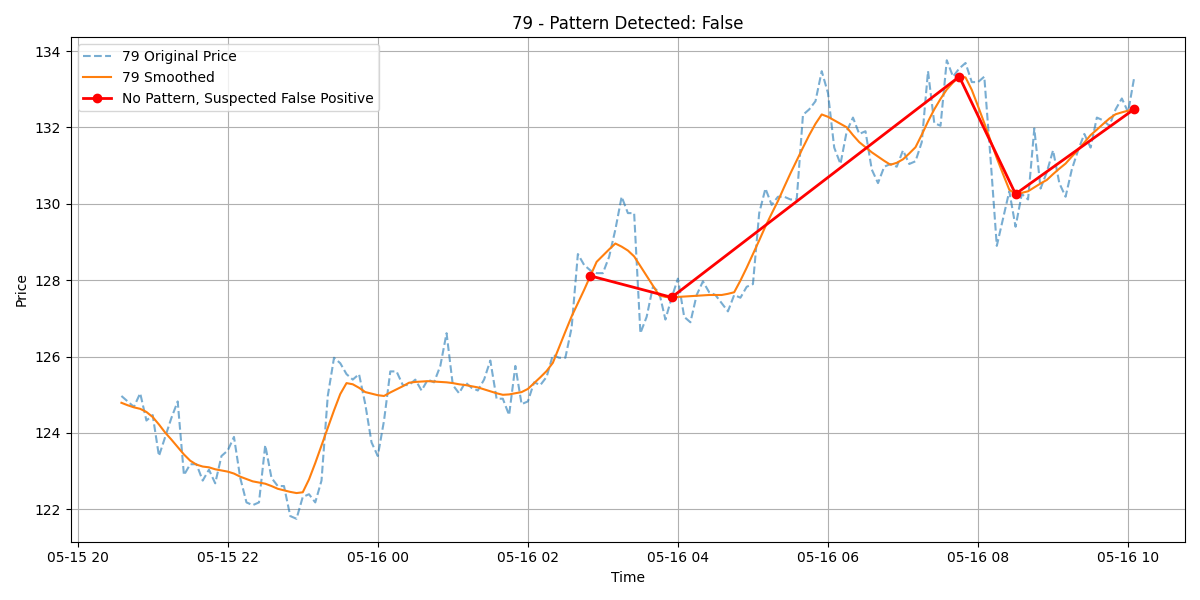 79 - Pattern Detected: False
79 Original Price
79 Smoothed
No Pattern, Suspected False Positive
Price
134
132
130
128
126
124
122
05-15 20 05-15 22 05-16 00 05-16 02 05-16 04 05-16 06 05-16 08 05-16 10
Time